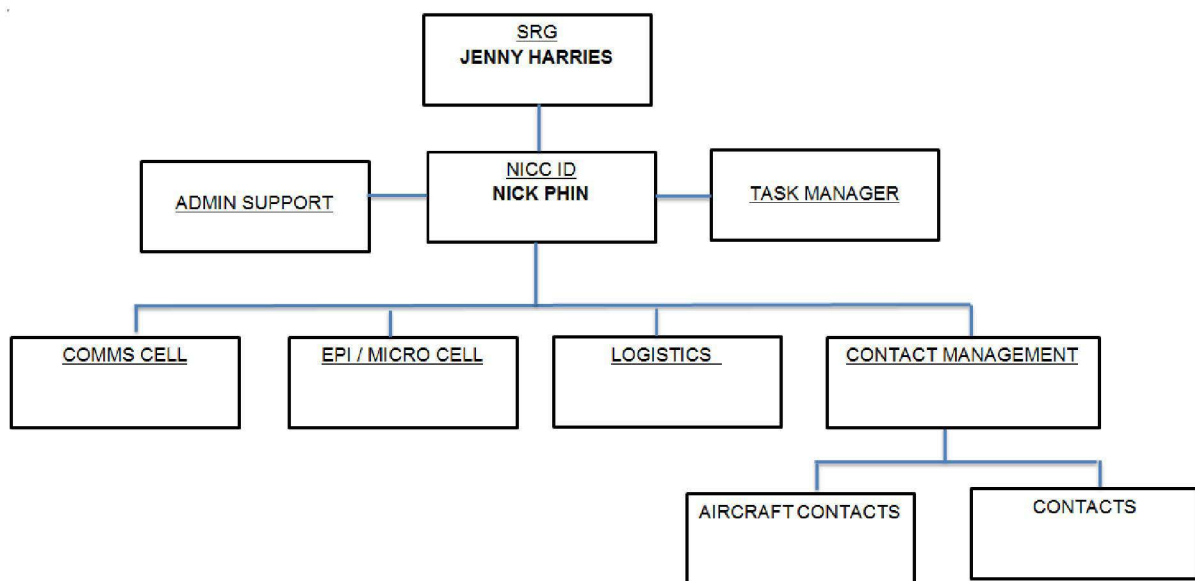 SRG
JENNY HARRIES
NICC ID
NICK PHIN
ADMIN SUPPORT
TASK MANAGER
COMMS CELL
EPI / MICRO CELL
LOGISTICS
CONTACT MANAGEMENT
AIRCRAFT CONTACTS
CONTACTS